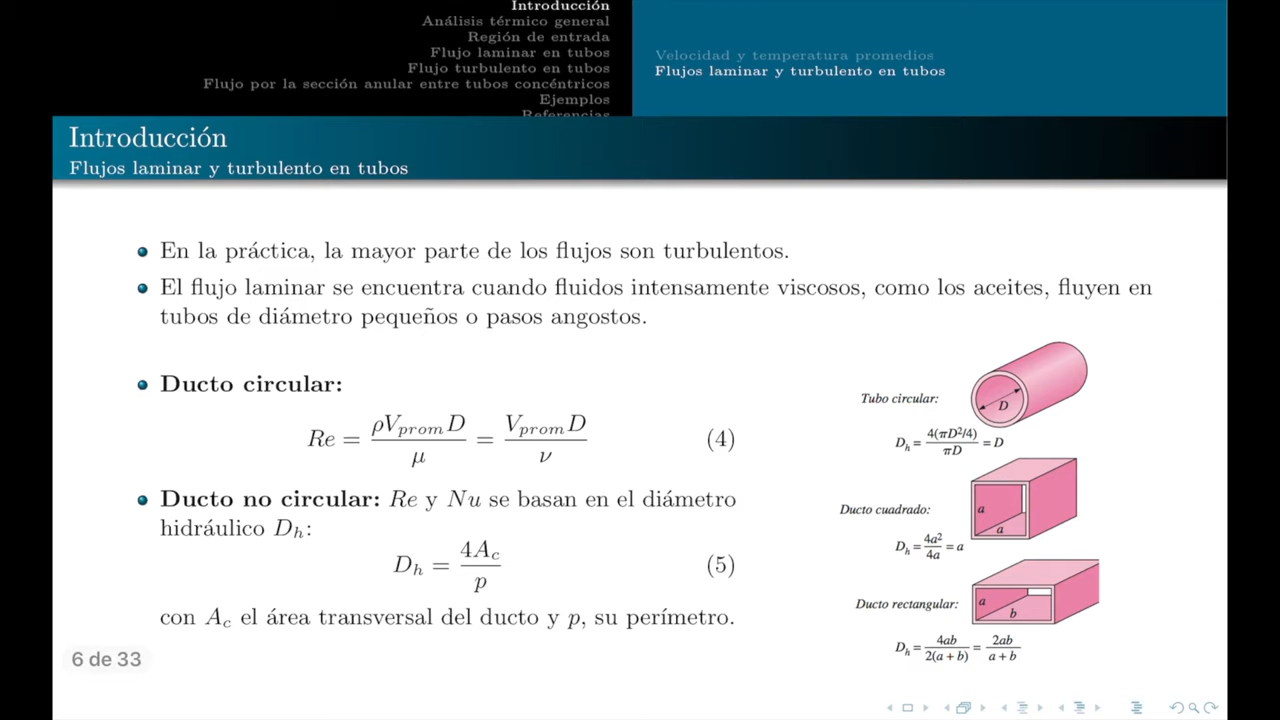 Introducción
Análisis térmico general
Región de entrada
Flujo laminar en tubos
Flujo turbulento en tubos
Flujo por la sección anular entre tubos concéntricos
Ejemplos
Referencias
Velocidad y temperatura promedios
Flujos laminar y turbulento en tubos
Introducción
Flujos laminar y turbulento en tubos
En la práctica, la mayor parte de los flujos son turbulentos.
El flujo laminar se encuentra cuando fluidos intensamente viscosos, como los aceites, fluyen en
tubos de diámetro pequeños o pasos angostos.
Ducto circular:
Re = ρV_prom D / μ = V_prom D / ν (4)
Ducto no circular: Re y Nu se basan en el diámetro
hidráulico D_h:
D_h = 4A_c / p (5)
con A_c el área transversal del ducto y p, su perímetro.
Tubo circular:
D
D_h = 4(πD²/4) / πD = D
Ducto cuadrado:
a
a
D_h = 4a² / 4a = a
Ducto rectangular:
a
b
D_h = 4ab / 2(a + b) = 2ab / a + b
6 de 33